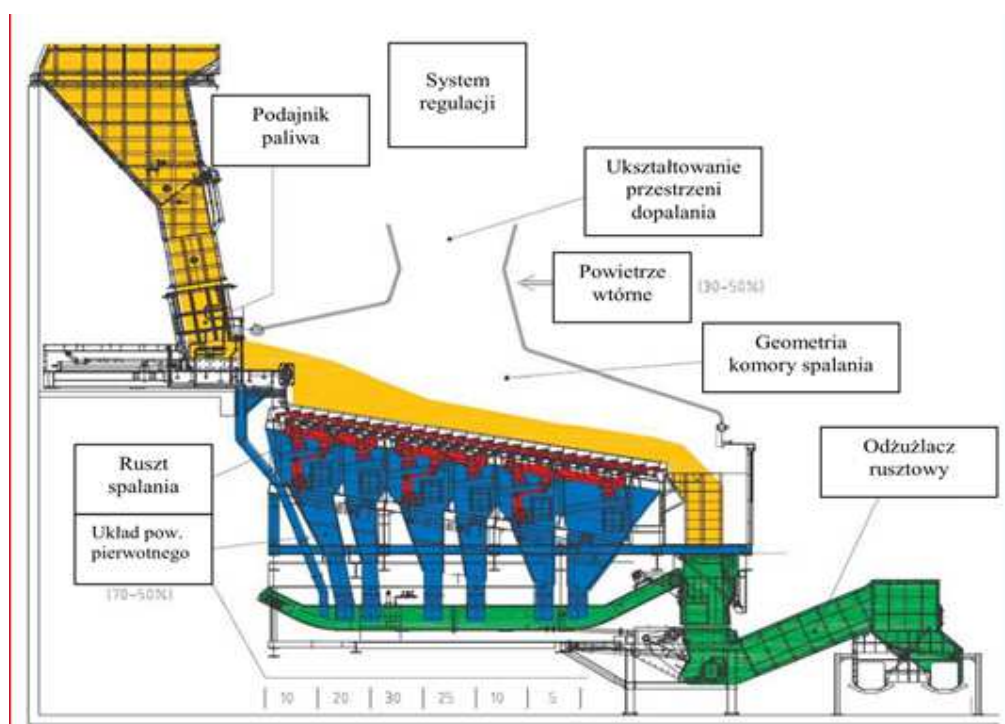 System
regulacji
Podajnik
paliwa
Ukształtowanie
przestrzeni
dopalania
Powietrze
wtórne
(30-50%)
Geometria
komory spalania
Ruszt
spalania
Odżużlacz
rusztowy
Układ pow.
pierwotnego
(70-50%)
10 20 30 25 10 5